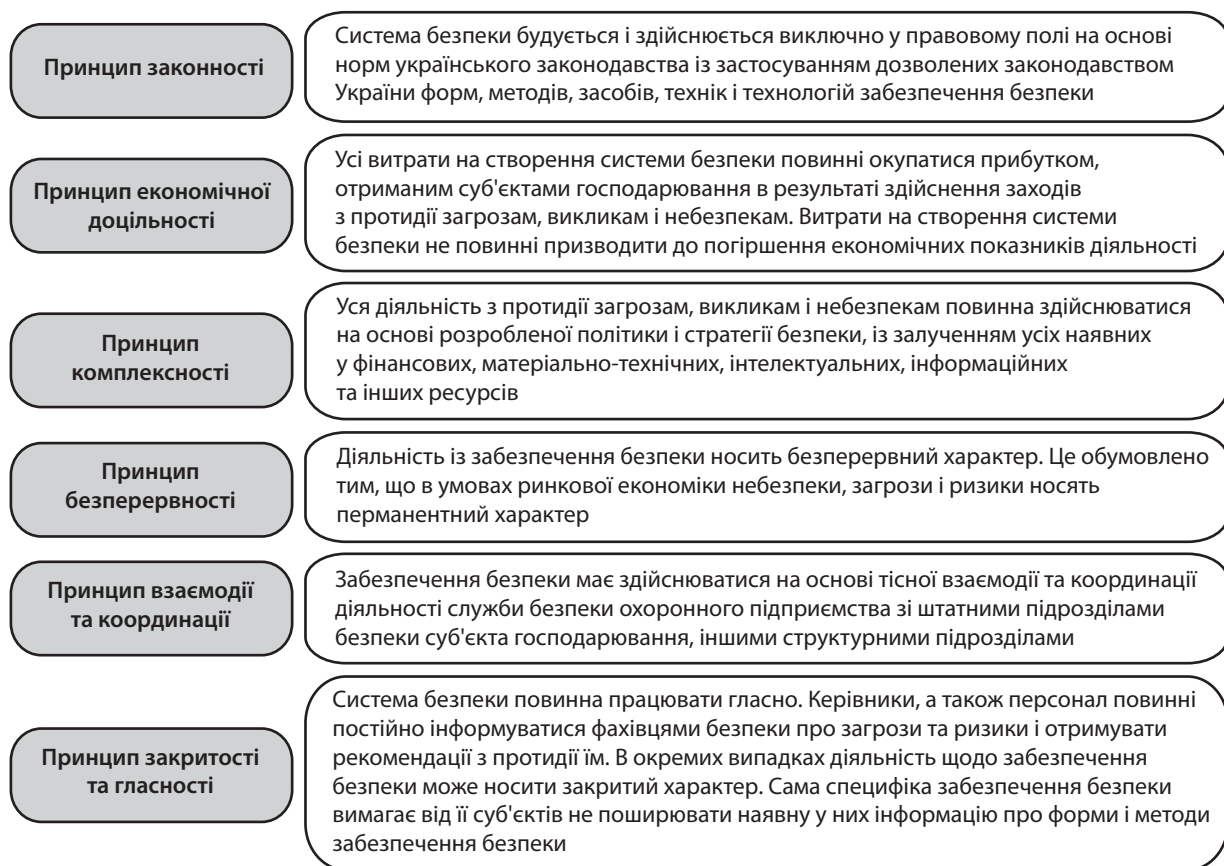 Принцип законності
Система безпеки будується і здійснюється виключно у правовому полі на основі
норм українського законодавства із застосуванням дозволених законодавством
України форм, методів, засобів, технік і технологій забезпечення безпеки
Принцип економічної
доцільності
Усі витрати на створення системи безпеки повинні окупатися прибутком,
отриманим суб'єктами господарювання в результаті здійснення заходів
з протидії загрозам, викликам і небезпекам. Витрати на створення системи
безпеки не повинні призводити до погіршення економічних показників діяльності
Принцип
комплексності
Уся діяльність з протидії загрозам, викликам і небезпекам повинна здійснюватися
на основі розробленої політики і стратегії безпеки, із залученням усіх наявних
у фінансових, матеріально-технічних, інтелектуальних, інформаційних
та інших ресурсів
Принцип
безперервності
Діяльність із забезпечення безпеки носить безперервний характер. Це обумовлено
тим, що в умовах ринкової економіки небезпеки, загрози і ризики носять
перманентний характер
Принцип взаємодії
та координації
Забезпечення безпеки має здійснюватися на основі тісної взаємодії та координації
діяльності служби безпеки охоронного підприємства зі штатними підрозділами
безпеки суб'єкта господарювання, іншими структурними підрозділами
Принцип закритості
та гласності
Система безпеки повинна працювати гласно. Керівники, а також персонал повинні
постійно інформуватися фахівцями безпеки про загрози та ризики і отримувати
рекомендації з протидії їм. В окремих випадках діяльність щодо забезпечення
безпеки може носити закритий характер. Сама специфіка забезпечення безпеки
вимагає від її суб'єктів не поширювати наявну у них інформацію про форми і методи
забезпечення безпеки